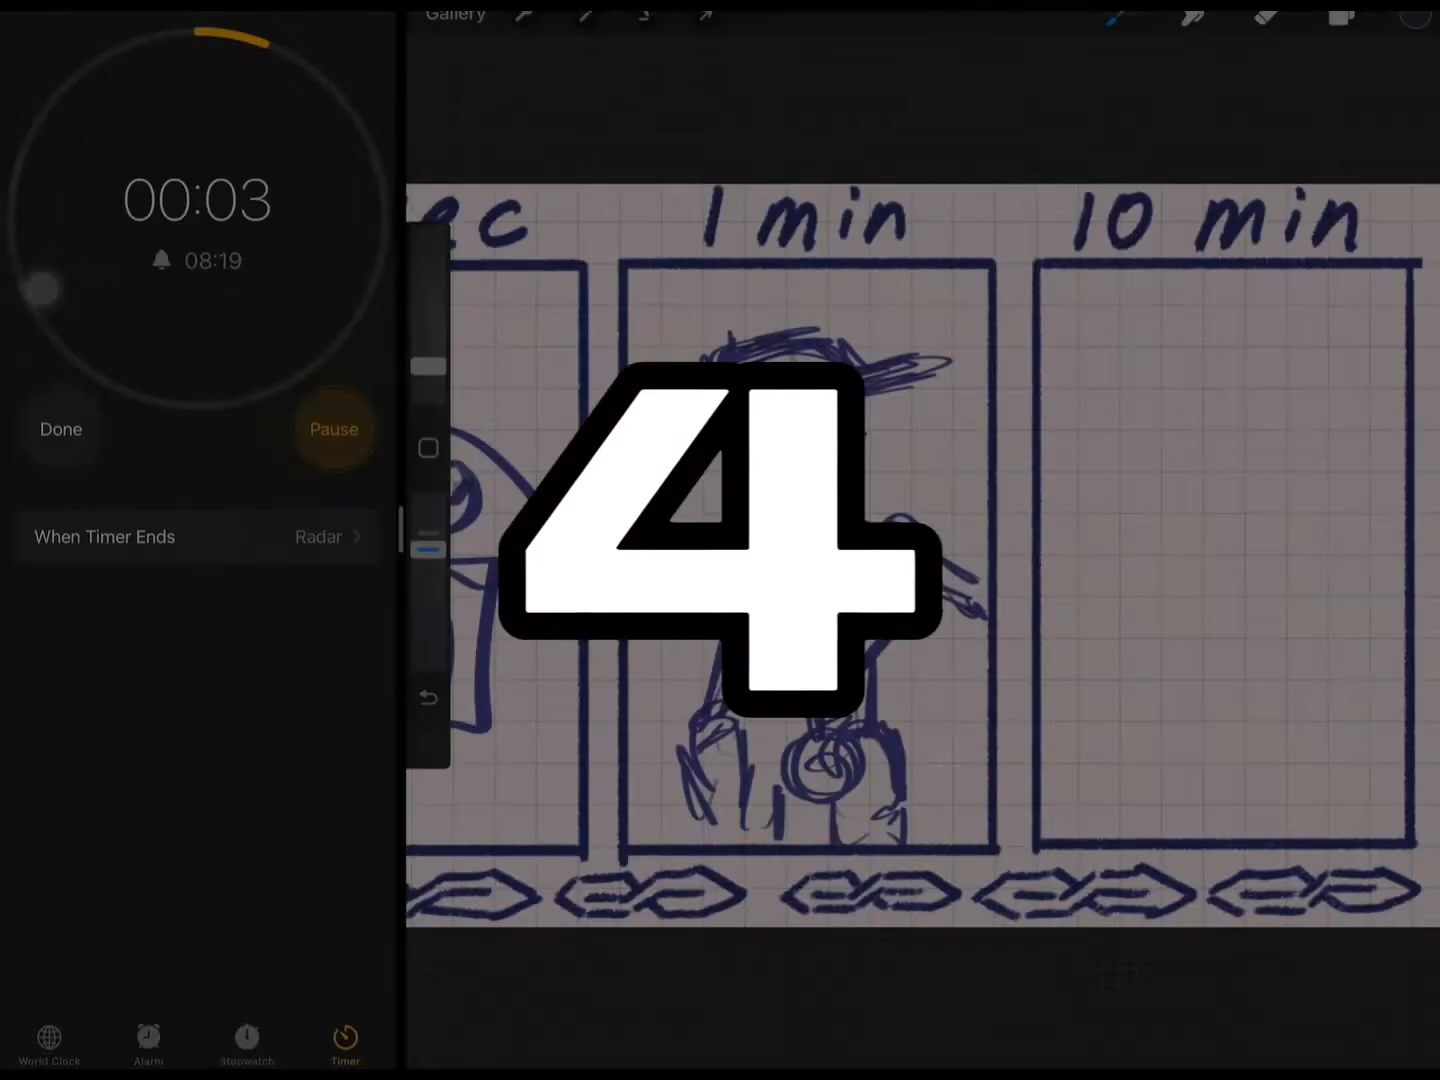 Gallery
00:03
08:19
Done
Pause
When Timer Ends
Radar
World Clock
Alarm
Stopwatch
Timer
ec
1 min
10 min
4